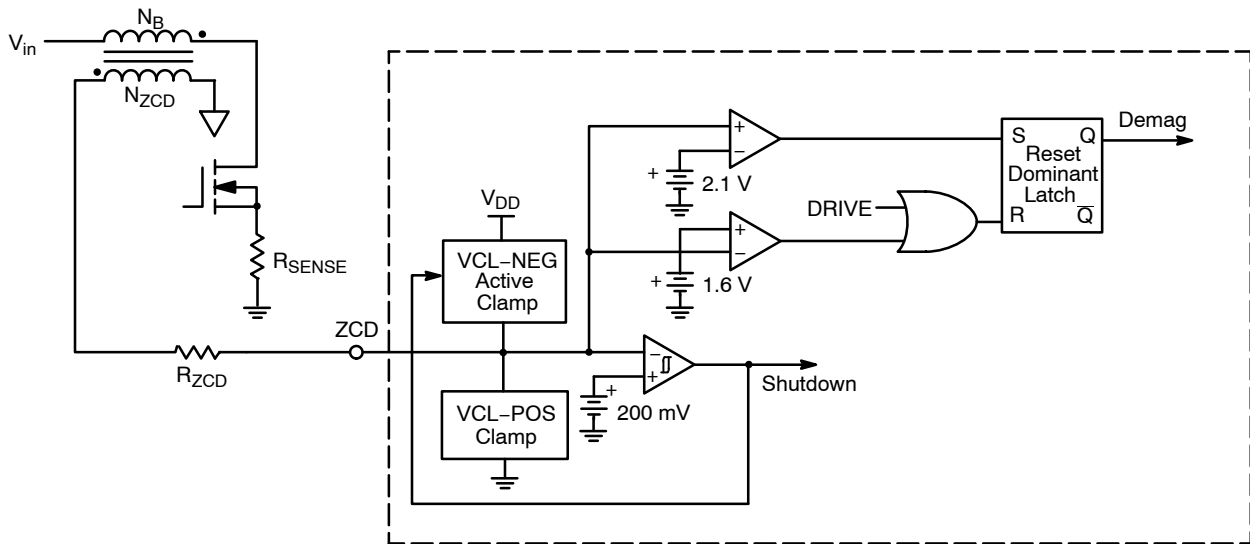 N_B
V_in
N_ZCD
R_SENSE
R_ZCD
ZCD
V_DD
VCL−NEG
Active
Clamp
VCL−POS
Clamp
+
−
+
2.1 V
+
−
+
1.6 V
DRIVE
−
+
+
200 mV
Shutdown
S Q
Reset
Dominant
Latch
R Q̅
Demag